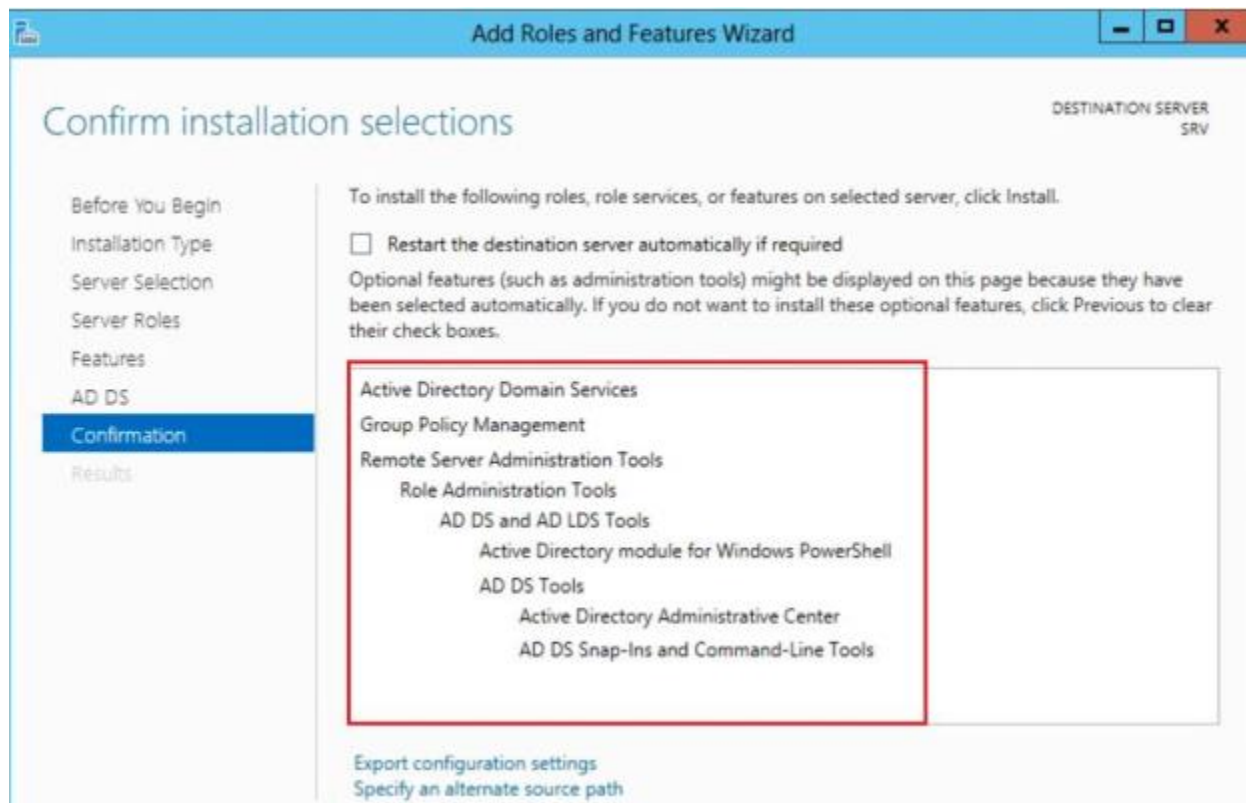 Add Roles and Features Wizard
Confirm installation selections
DESTINATION SERVER
SRV
Before You Begin
Installation Type
Server Selection
Server Roles
Features
AD DS
Confirmation
Results
To install the following roles, role services, or features on selected server, click Install.
Restart the destination server automatically if required
Optional features (such as administration tools) might be displayed on this page because they have
been selected automatically. If you do not want to install these optional features, click Previous to clear
their check boxes.
Active Directory Domain Services
Group Policy Management
Remote Server Administration Tools
Role Administration Tools
AD DS and AD LDS Tools
Active Directory module for Windows PowerShell
AD DS Tools
Active Directory Administrative Center
AD DS Snap-Ins and Command-Line Tools
Export configuration settings
Specify an alternate source path